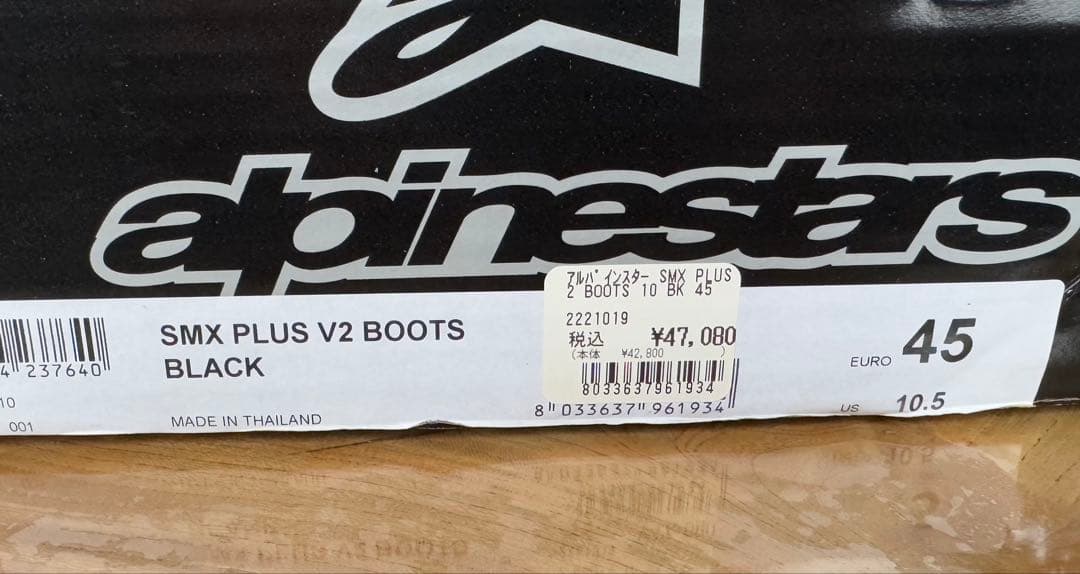 alpinestars
SMX PLUS V2 BOOTS
BLACK
MADE IN THAILAND
4 237640
10
001
アルパインスター SMX PLUS
2 BOOTS 10 BK 45
2221019
税込 ¥47,080
(本体 ¥42,800 )
8033637961934
8 033637 961934
EURO 45
US 10.5